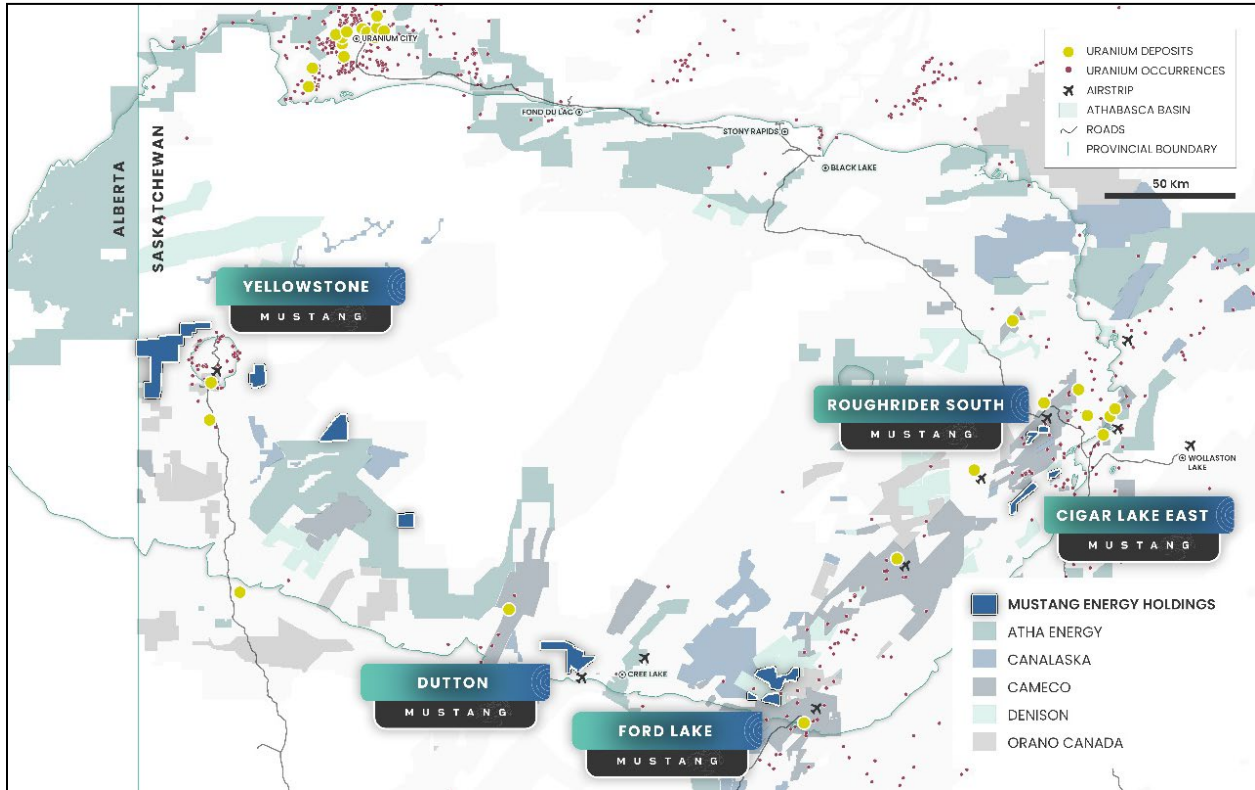 URANIUM CITY
FOND DU LAC
STONY RAPIDS
BLACK LAKE
URANIUM DEPOSITS
URANIUM OCCURRENCES
AIRSTRIP
ATHABASCA BASIN
ROADS
PROVINCIAL BOUNDARY
50 Km
ALBERTA
SASKATCHEWAN
YELLOWSTONE
MUSTANG
ROUGHRIDER SOUTH
MUSTANG
WOLLASTON
LAKE
CIGAR LAKE EAST
MUSTANG
DUTTON
MUSTANG
CREE LAKE
FORD LAKE
MUSTANG
MUSTANG ENERGY HOLDINGS
ATHA ENERGY
CANALASKA
CAMECO
DENISON
ORANO CANADA